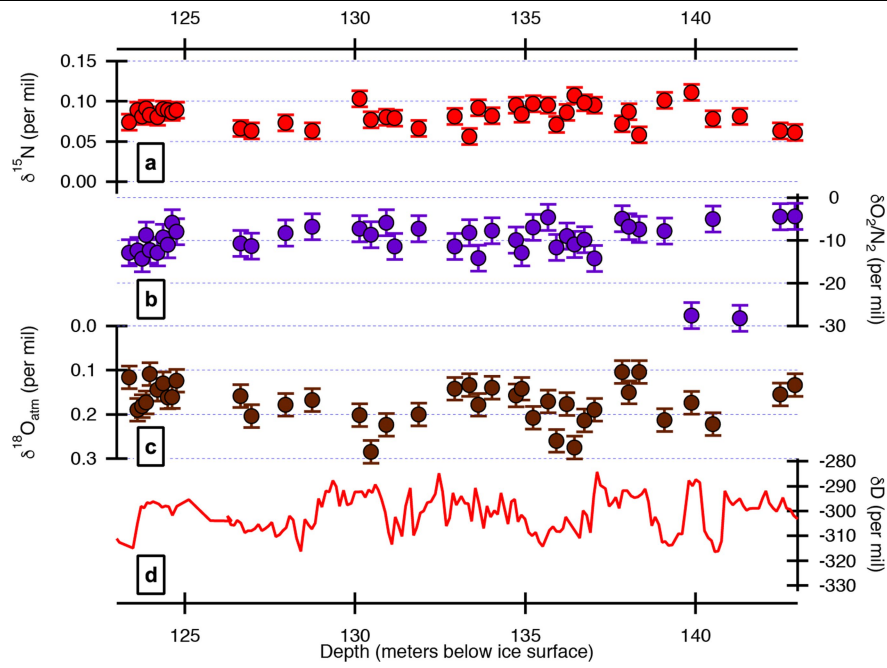 125 130 135 140
0.15
0.10
0.05
0.00
δ¹⁵N (per mil)
a
0
-10
-20
-30
δO₂/N₂ (per mil)
b
0.0
0.1
0.2
0.3
δ¹⁸Oatm (per mil)
c
-280
-290
-300
-310
-320
-330
δD (per mil)
d
125 130 135 140
Depth (meters below ice surface)